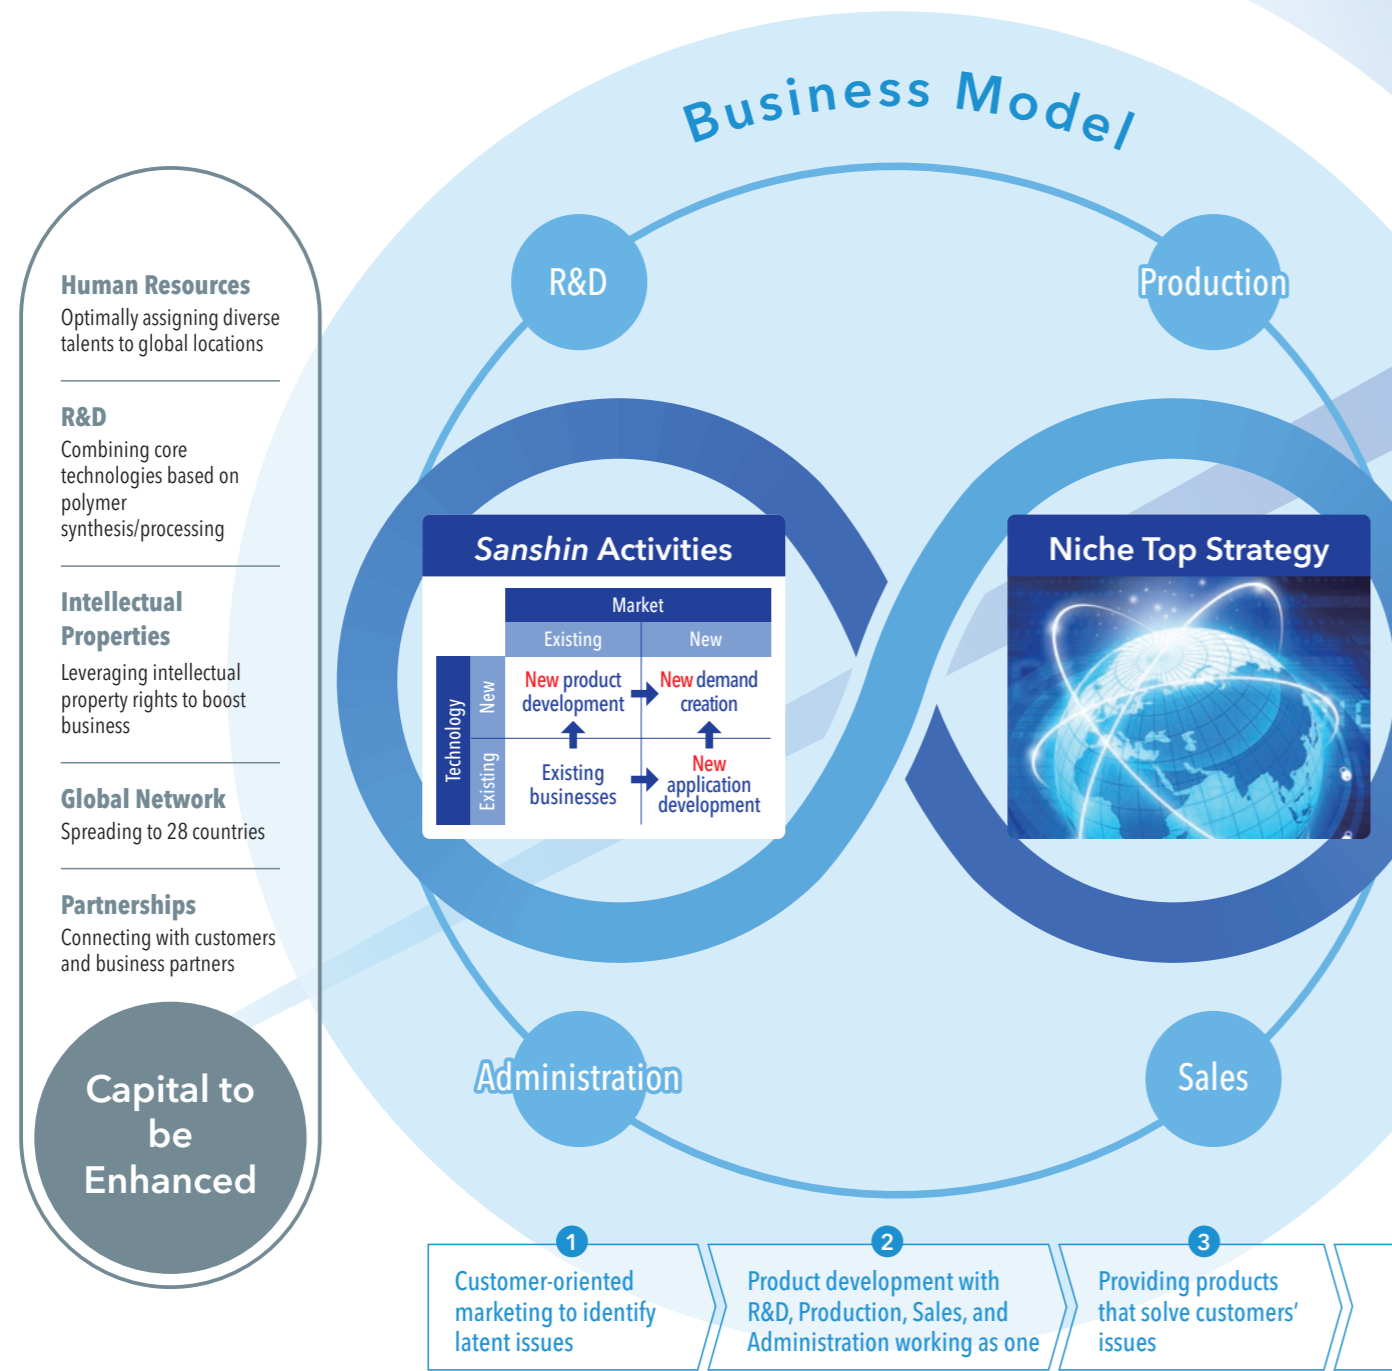 Business Model
Human Resources
Optimally assigning diverse
talents to global locations
R&D
Combining core
technologies based on
polymer
synthesis/processing
Intellectual
Properties
Leveraging intellectual
property rights to boost
business
Global Network
Spreading to 28 countries
Partnerships
Connecting with customers
and business partners
Capital to
be
Enhanced
R&D
Production
Sanshin Activities
Market
Existing
New
Technology
New
Existing
New product
development
New demand
creation
Existing
businesses
New
application
development
Niche Top Strategy
Administration
Sales
1
Customer-oriented
marketing to identify
latent issues
2
Product development with
R&D, Production, Sales, and
Administration working as one
3
Providing products
that solve customers’
issues